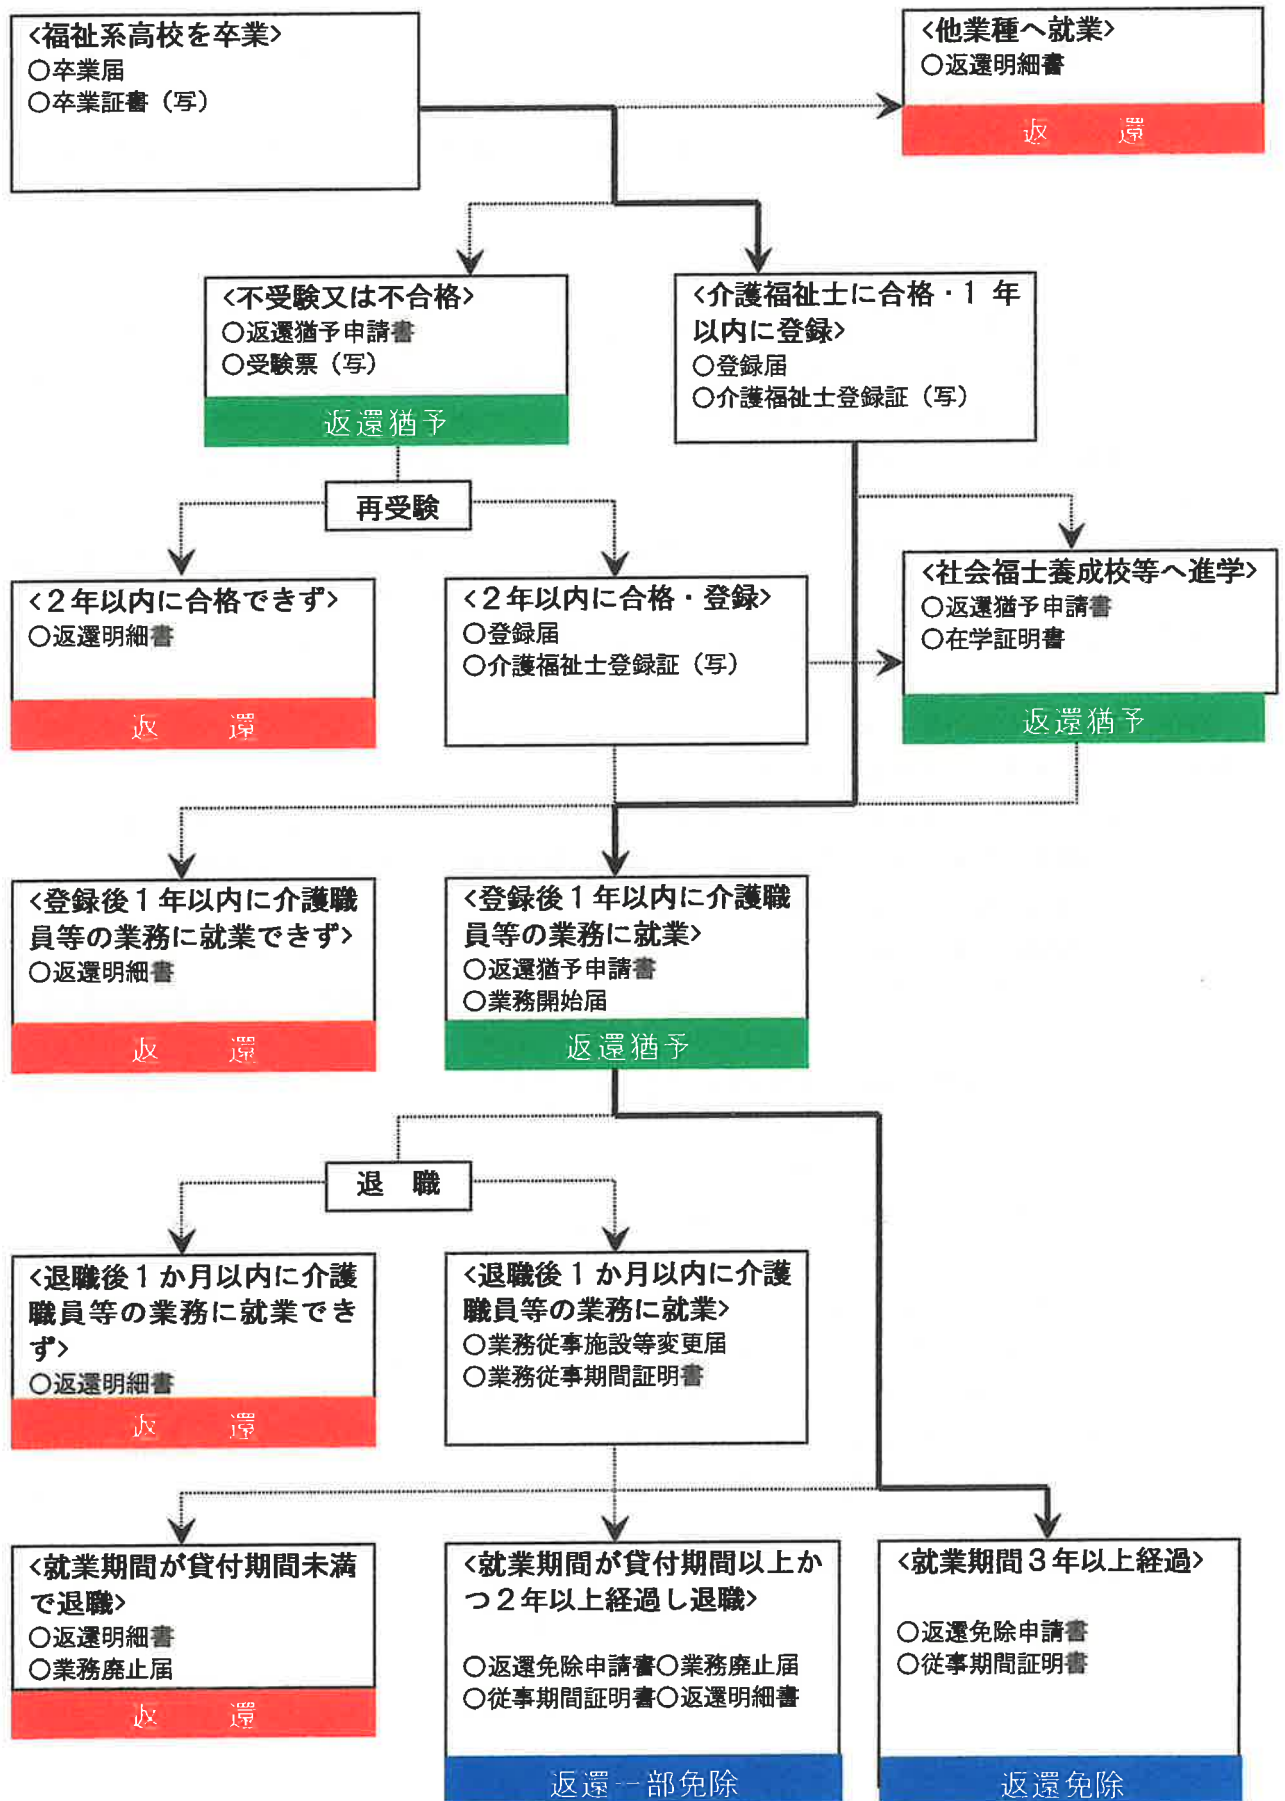 <福祉系高校を卒業>
○卒業届
○卒業証書（写）
<他業種へ就業>
○返還明細書
返　還
<不受験又は不合格>
○返還猶予申請書
○受験票（写）
返還猶予
<介護福祉士に合格・1 年
以内に登録>
○登録届
○介護福祉士登録証（写）
再受験
<２年以内に合格できず>
○返還明細書
返　還
<２年以内に合格・登録>
○登録届
○介護福祉士登録証（写）
<社会福士養成校等へ進学>
○返還猶予申請書
○在学証明書
返還猶予
<登録後１年以内に介護職
員等の業務に就業できず>
○返還明細書
返　還
<登録後１年以内に介護職
員等の業務に就業>
○返還猶予申請書
○業務開始届
返還猶予
退　職
<退職後１か月以内に介護
職員等の業務に就業でき
ず>
○返還明細書
返　還
<退職後１か月以内に介護
職員等の業務に就業>
○業務従事施設等変更届
○業務従事期間証明書
<就業期間が貸付期間未満
で退職>
○返還明細書
○業務廃止届
返　還
<就業期間が貸付期間以上か
つ２年以上経過し退職>
○返還免除申請書○業務廃止届
○従事期間証明書○返還明細書
返還一部免除
<就業期間３年以上経過>
○返還免除申請書
○従事期間証明書
返還免除